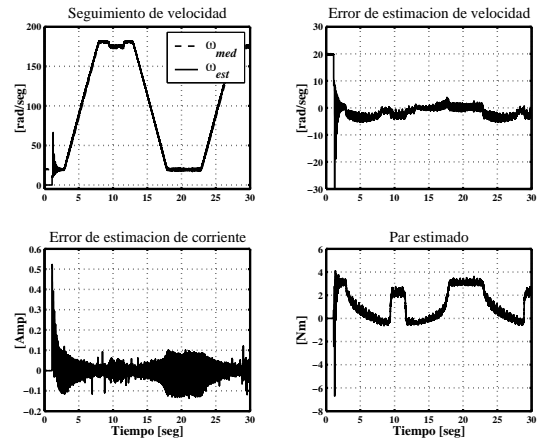 Seguimiento de velocidad
200
150
100
50
0
[rad/seg]
0 5 10 15 20 25 30
ω_med
ω_est
Error de estimacion de velocidad
30
20
10
0
−10
−20
−30
[rad/seg]
0 5 10 15 20 25 30
Error de estimacion de corriente
0.6
0.5
0.4
0.3
0.2
0.1
0
−0.1
−0.2
[Amp]
0 5 10 15 20 25 30
Tiempo [seg]
Par estimado
6
4
2
0
−2
−4
−6
−8
[Nm]
0 5 10 15 20 25 30
Tiempo [seg]